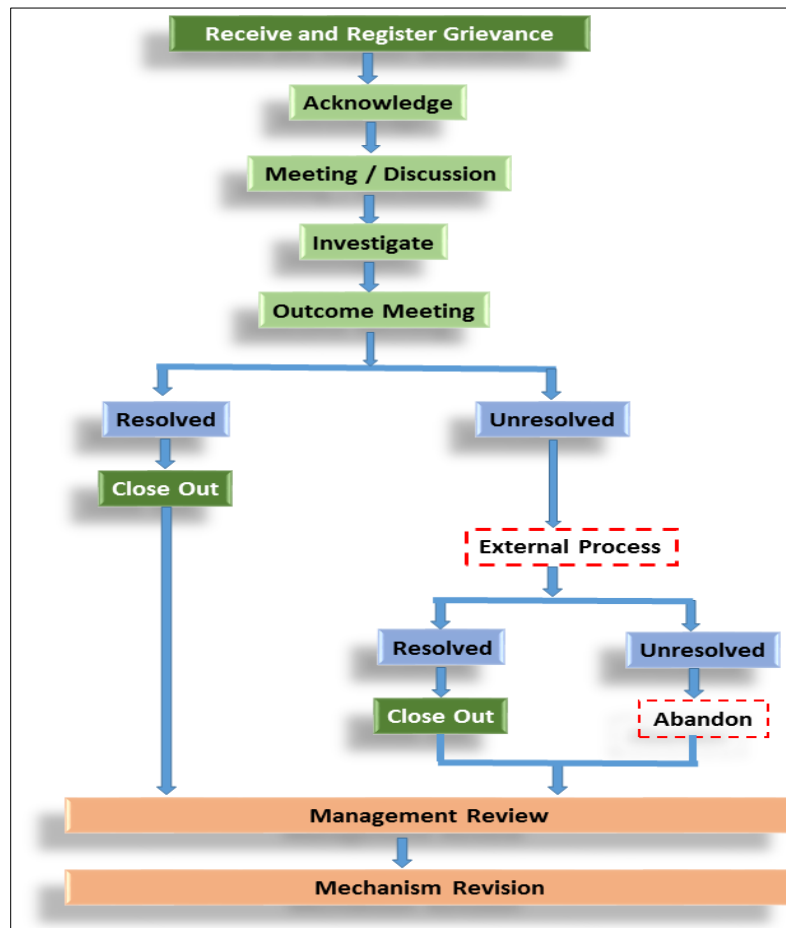 Receive and Register Grievance
Acknowledge
Meeting / Discussion
Investigate
Outcome Meeting
Resolved
Unresolved
Close Out
External Process
Resolved
Unresolved
Close Out
Abandon
Management Review
Mechanism Revision